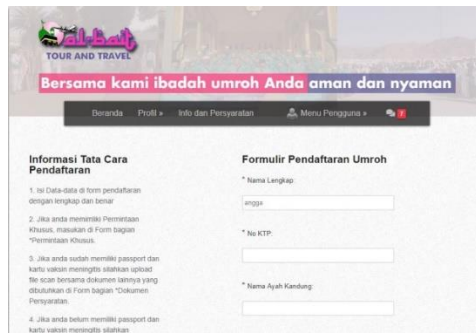 al-bait
TOUR AND TRAVEL
Bersama kami ibadah umroh Anda aman dan nyaman
Beranda Profil » Info dan Persyaratan Menu Pengguna » 7
Informasi Tata Cara
Pendaftaran
1. Isi Data-data di form pendaftaran
dengan lengkap dan benar
2. Jika anda memimliki Permintaan
Khusus, masukan di Form bagian
*Permintaan Khusus.
3. Jika anda sudah memiliki passport dan
kartu vaksin meningitis silahkan upload
file scan bersama dokumen lainnya yang
dibutuhkan di Form bagian *Dokumen
Persyaratan.
4. Jika anda belum memiliki passport dan
kartu vaksin meningitis silahkan
Formulir Pendaftaran Umroh
* Nama Lengkap:
angga
* No KTP:
* Nama Ayah Kandung: